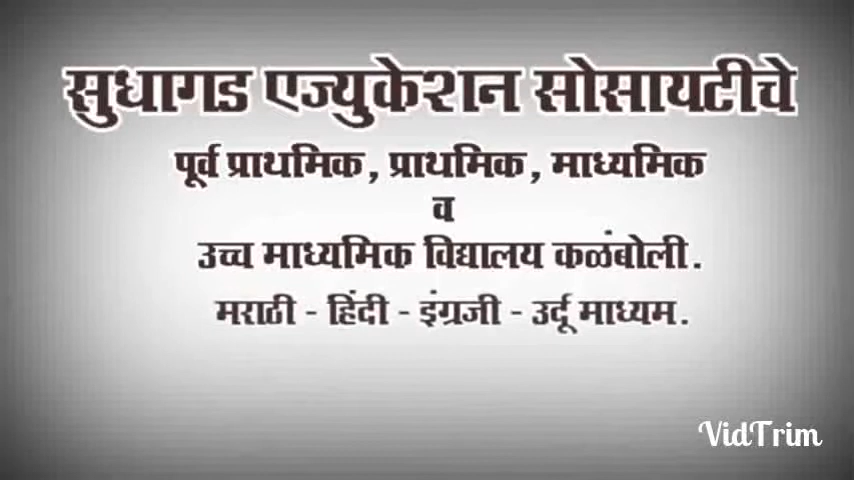 सुधागड एज्युकेशन सोसायटीचे
पूर्व प्राथमिक, प्राथमिक, माध्यमिक
व
उच्च माध्यमिक विद्यालय कळंबोली.
मराठी - हिंदी - इंग्रजी - उर्दू माध्यम.
VidTrim